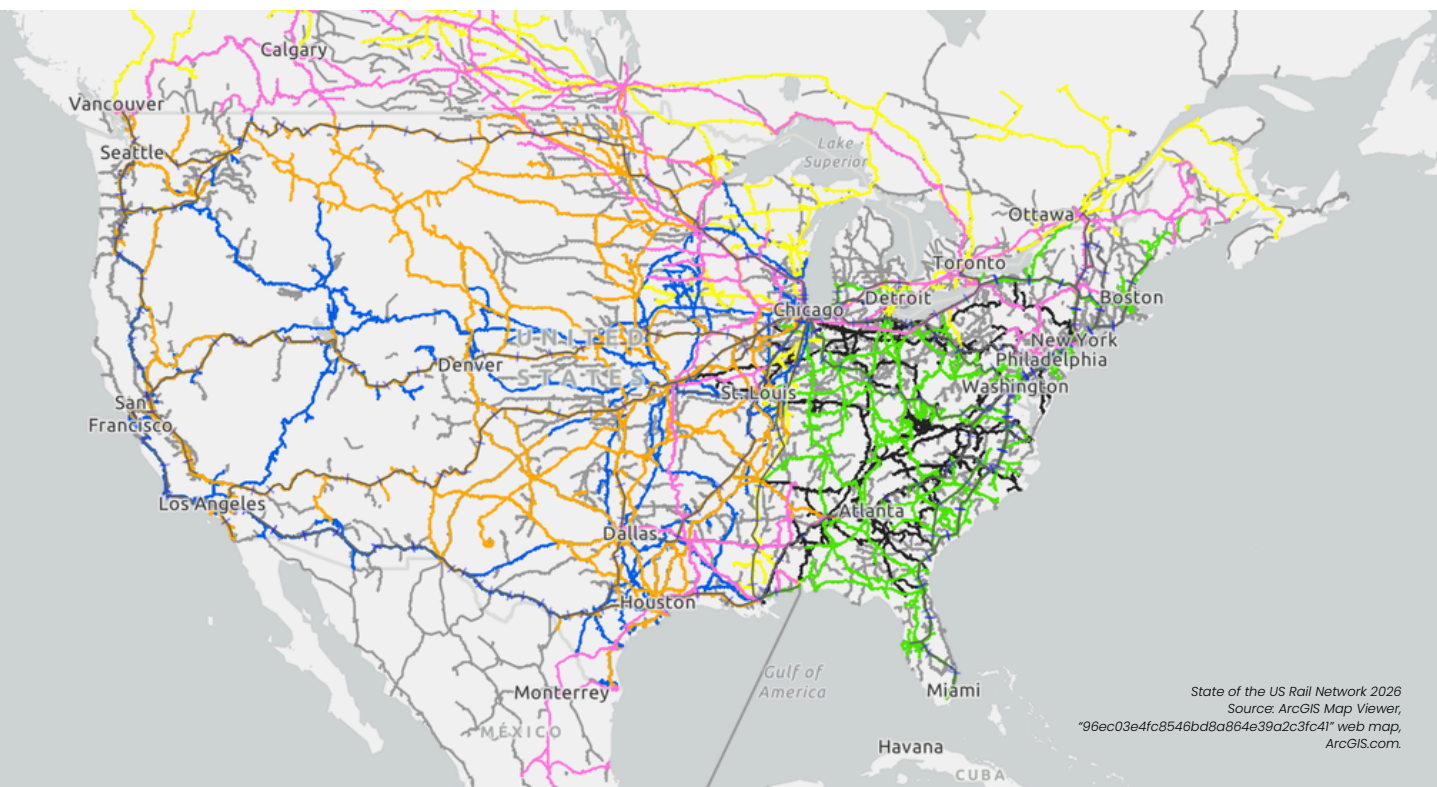 Calgary
Vancouver
Seattle
Lake
Superior
Ottawa
Toronto
Detroit
Boston
Chicago
New York
UNITED
Philadelphia
Denver
STATES
Washington
St. Louis
San
Francisco
Los Angeles
Atlanta
Dallas
Houston
Gulf of
America
Monterrey
Miami
MÉXICO
Havana
CUBA
State of the US Rail Network 2026
Source: ArcGIS Map Viewer,
“96ec03e4fc8546bd8a864e39a2c3fc41” web map,
ArcGIS.com.